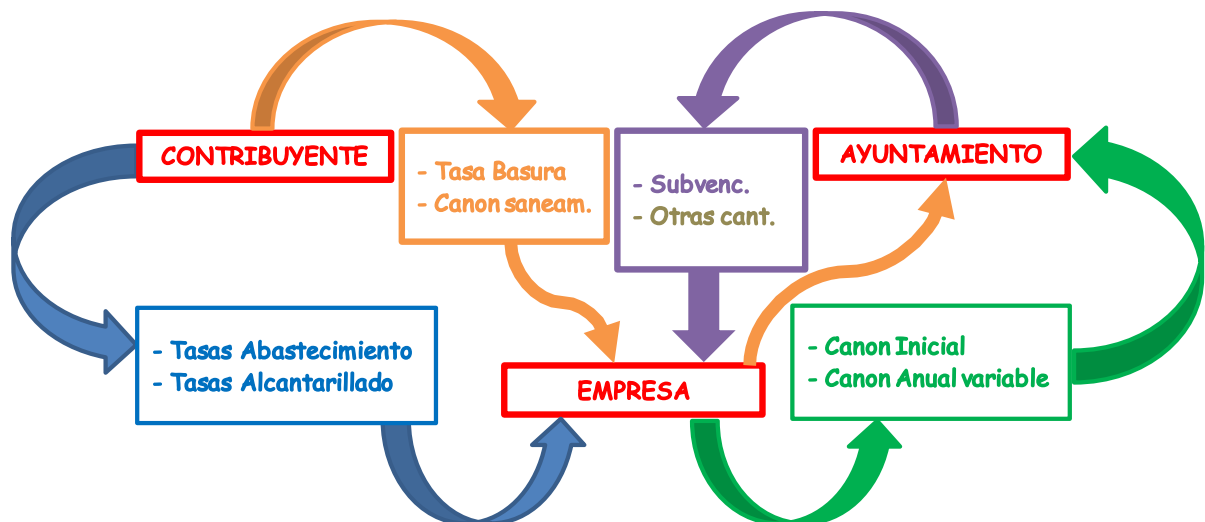 CONTRIBUYENTE
- Tasa Basura
- Canon saneam.
- Subvenc.
- Otras cant.
AYUNTAMIENTO
- Tasas Abastecimiento
- Tasas Alcantarillado
EMPRESA
- Canon Inicial
- Canon Anual variable